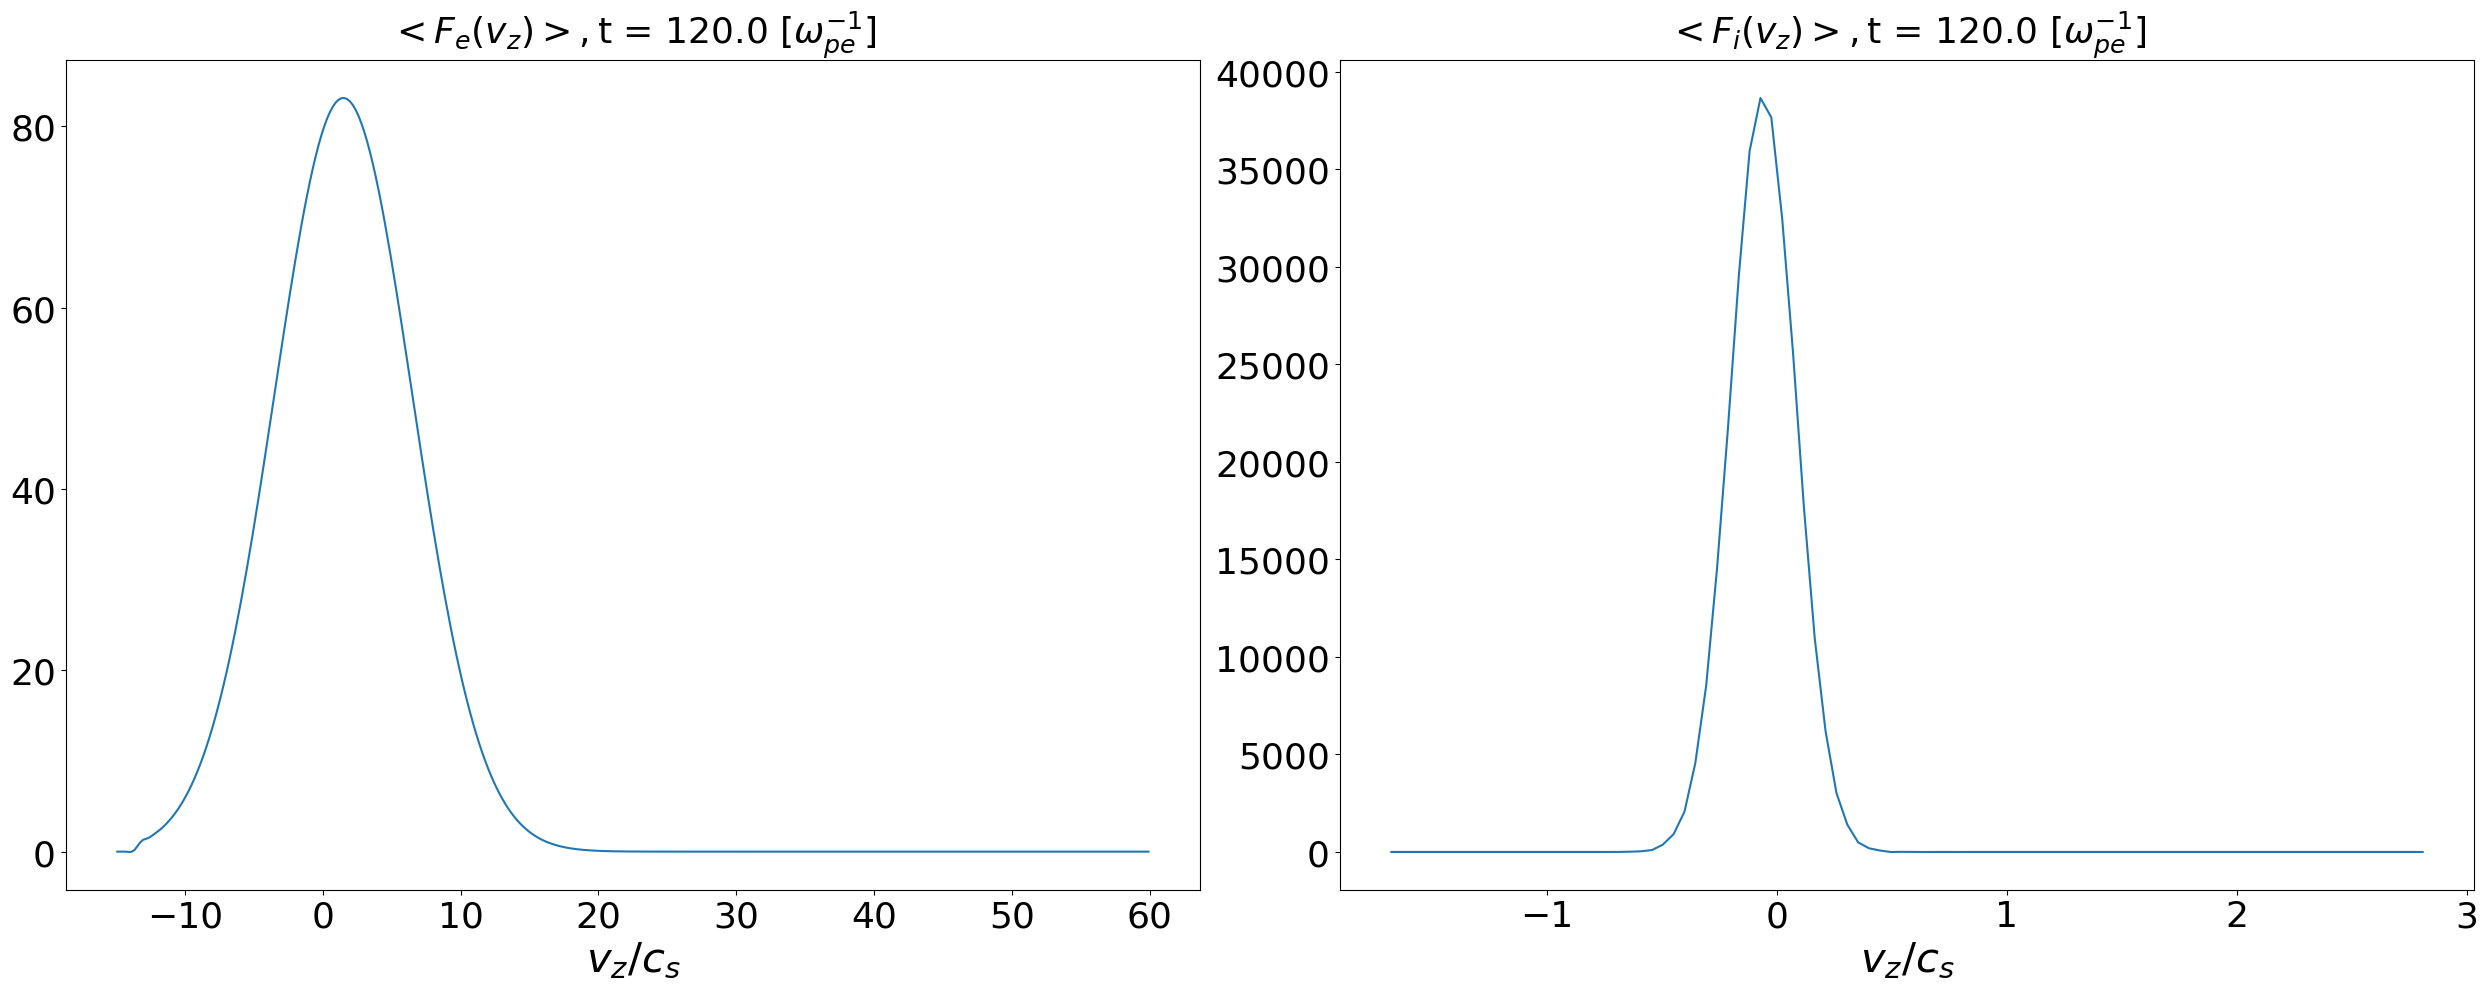 < F_e(v_z) >, t = 120.0 [ω_pe^−1]
80
60
40
20
0
−10 0 10 20 30 40 50 60
v_z/c_s
< F_i(v_z) >, t = 120.0 [ω_pe^−1]
40000
35000
30000
25000
20000
15000
10000
5000
0
−1 0 1 2 3
v_z/c_s